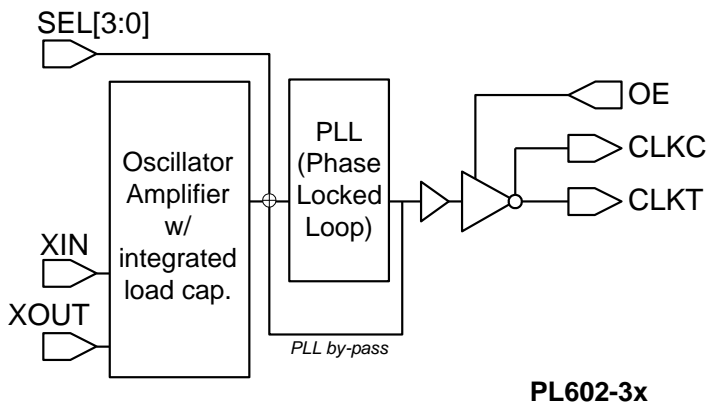 SEL[3:0]
Oscillator
Amplifier
w/
integrated
load cap.
XIN
XOUT
PLL
(Phase
Locked
Loop)
PLL by-pass
OE
CLKC
CLKT
PL602-3x